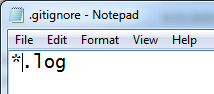 .gitignore - Notepad
File Edit Format View Help
*.log